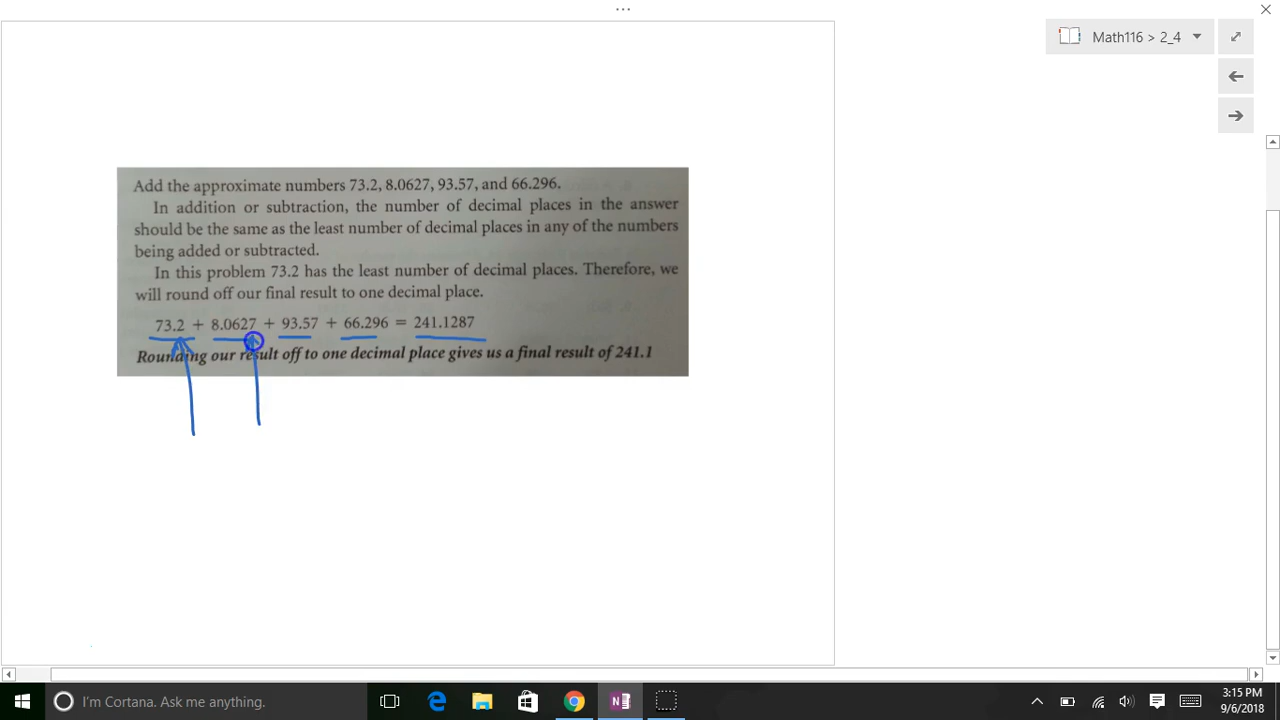 ...
Math116 > 2_4
Add the approximate numbers 73.2, 8.0627, 93.57, and 66.296.
In addition or subtraction, the number of decimal places in the answer
should be the same as the least number of decimal places in any of the numbers
being added or subtracted.
In this problem 73.2 has the least number of decimal places. Therefore, we
will round off our final result to one decimal place.
73.2 + 8.0627 + 93.57 + 66.296 = 241.1287
Rounding our result off to one decimal place gives us a final result of 241.1
I'm Cortana. Ask me anything.
3:15 PM
9/6/2018